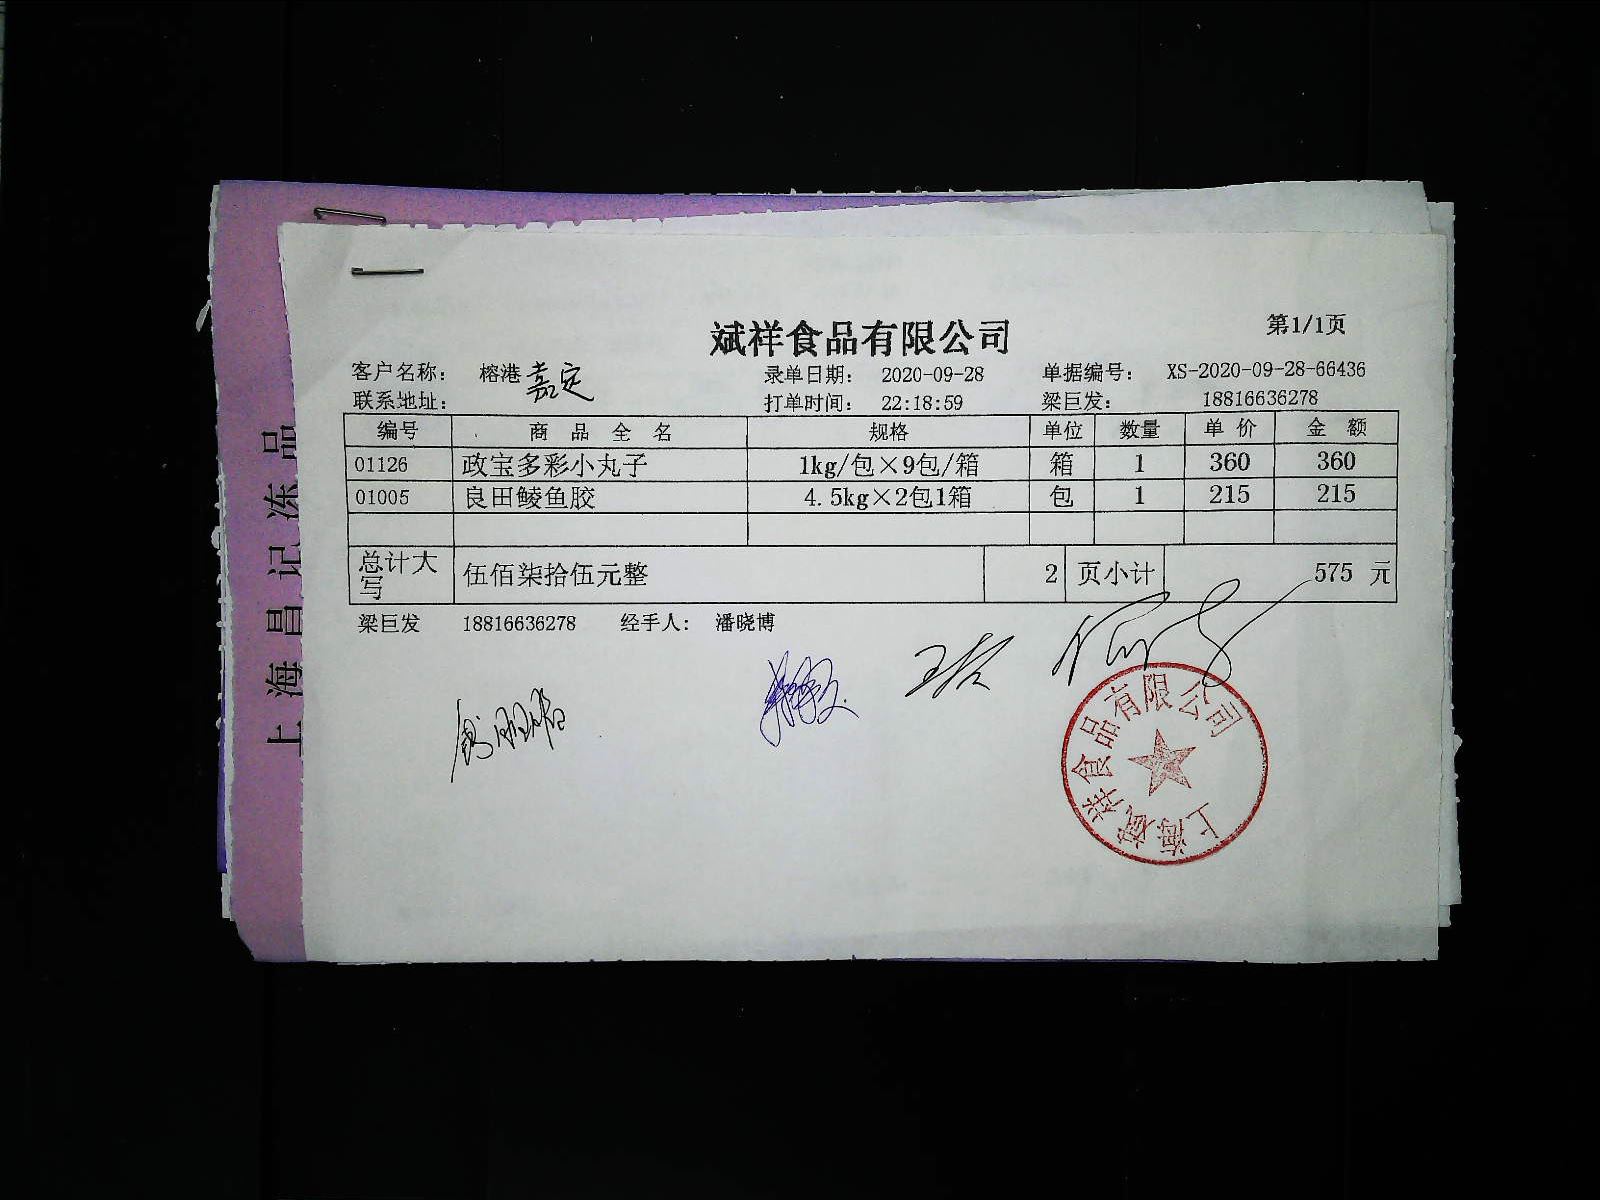 斌祥食品有限公司
第1/1页
客户名称： 榕港 嘉定 录单日期： 2020-09-28 单据编号： XS-2020-09-28-66436
联系地址： 打单时间： 22:18:59 梁巨发： 18816636278
编号 商 品 全 名 规格 单位 数量 单 价 金 额
01126 政宝多彩小丸子 1kg/包×9包/箱 箱 1 360 360
01005 良田鲮鱼胶 4.5kg×2包1箱 包 1 215 215
总计大写 伍佰柒拾伍元整 2 页小计 575 元
梁巨发 18816636278 经手人： 潘晓博
上海斌祥食品有限公司
上海昌记冻品